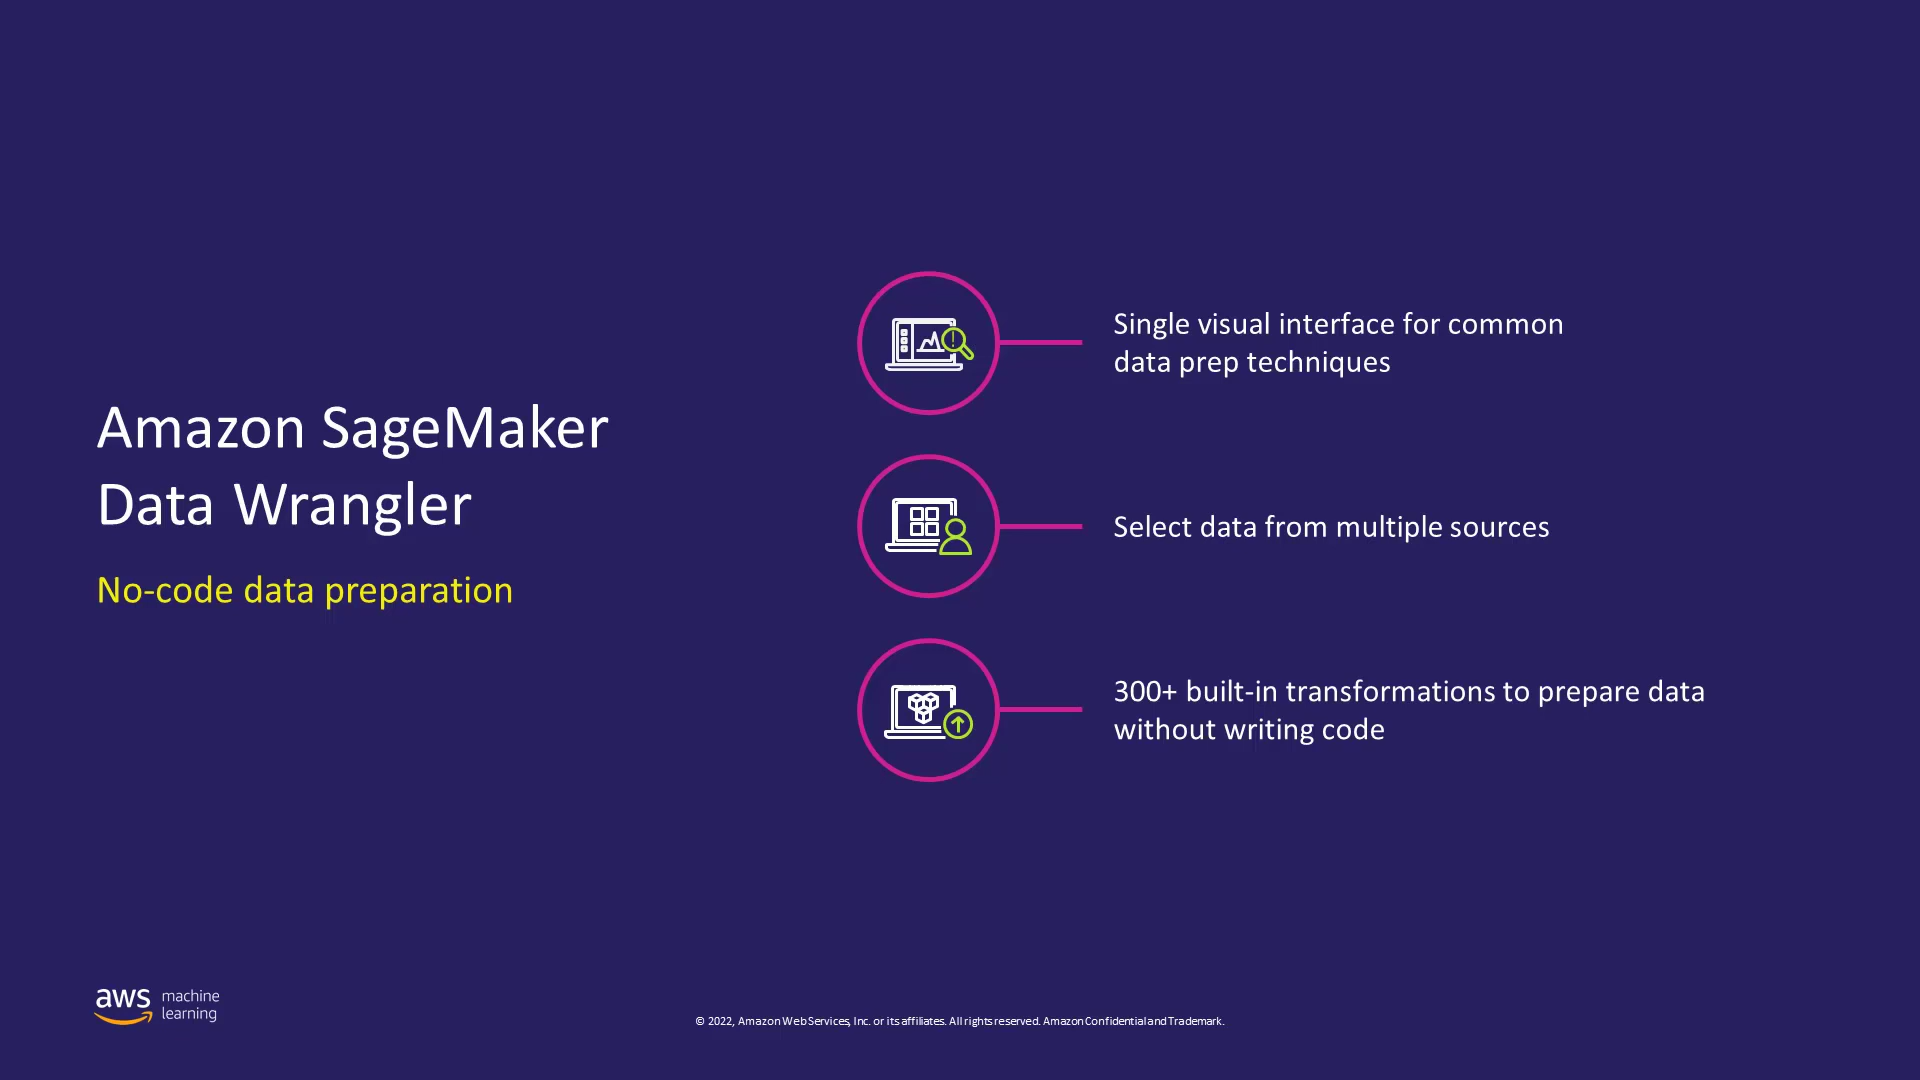 Amazon SageMaker
Data Wrangler
No-code data preparation
Single visual interface for common
data prep techniques
Select data from multiple sources
300+ built-in transformations to prepare data
without writing code
aws machine
learning
© 2022, Amazon Web Services, Inc. or its affiliates. All rights reserved. Amazon Confidential and Trademark.